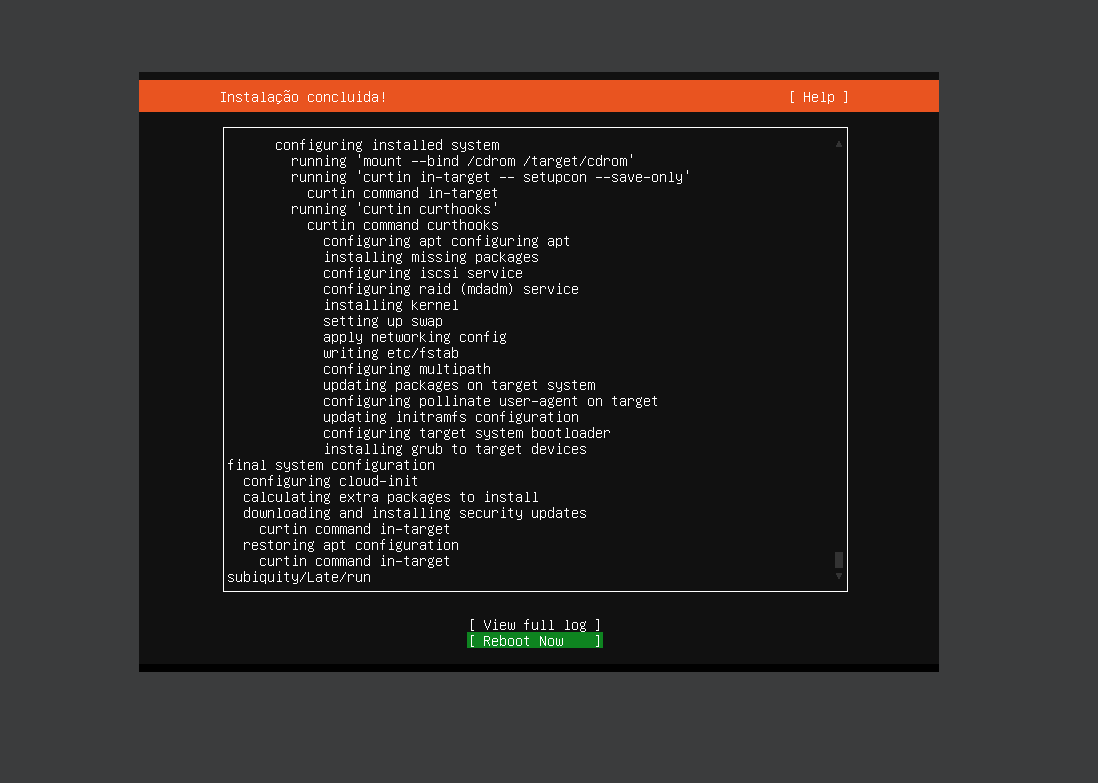 Instalação concluida!
[ Help ]
configuring installed system
running 'mount --bind /cdrom /target/cdrom'
running 'curtin in-target -- setupcon --save-only'
curtin command in-target
running 'curtin curthooks'
curtin command curthooks
configuring apt configuring apt
installing missing packages
configuring iscsi service
configuring raid (mdadm) service
installing kernel
setting up swap
apply networking config
writing etc/fstab
configuring multipath
updating packages on target system
configuring pollinate user-agent on target
updating initramfs configuration
configuring target system bootloader
installing grub to target devices
final system configuration
configuring cloud-init
calculating extra packages to install
downloading and installing security updates
curtin command in-target
restoring apt configuration
curtin command in-target
subiquity/Late/run
[ View full log ]
[ Reboot Now ]